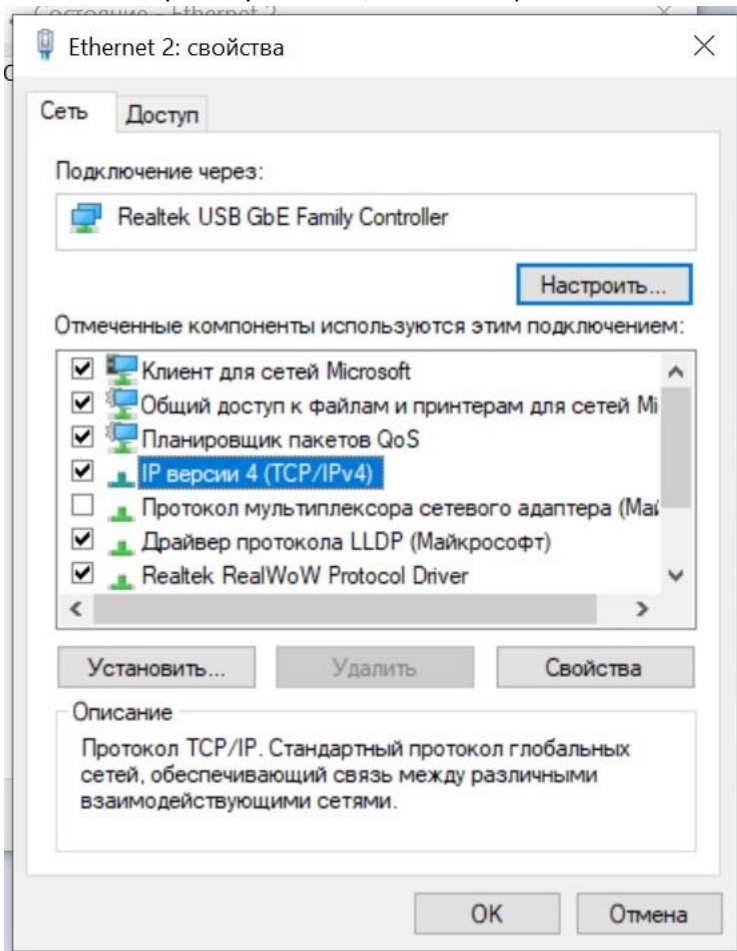 Состояние - Ethernet 2
Ethernet 2: свойства
Сеть
Доступ
Подключение через:
Realtek USB GbE Family Controller
Настроить...
Отмеченные компоненты используются этим подключением:
Клиент для сетей Microsoft
Общий доступ к файлам и принтерам для сетей Mi
Планировщик пакетов QoS
IP версии 4 (TCP/IPv4)
Протокол мультиплексора сетевого адаптера (Май
Драйвер протокола LLDP (Майкрософт)
Realtek RealWoW Protocol Driver
Установить...
Удалить
Свойства
Описание
Протокол TCP/IP. Стандартный протокол глобальных
сетей, обеспечивающий связь между различными
взаимодействующими сетями.
OK
Отмена